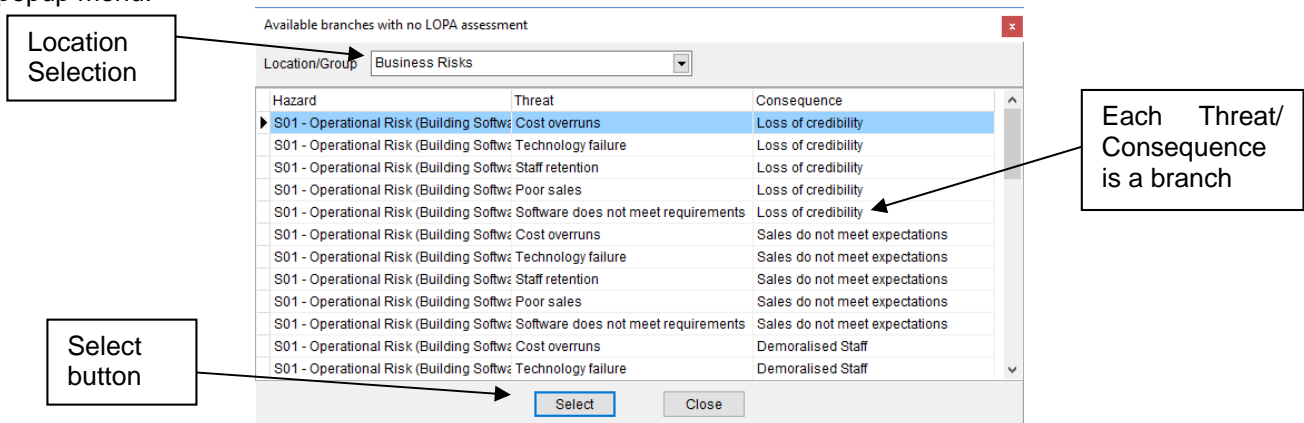 popup menu.
Available branches with no LOPA assessment
x
Location
Selection
Location/Group Business Risks
Hazard Threat Consequence
S01 - Operational Risk (Building Softwa Cost overruns Loss of credibility
S01 - Operational Risk (Building Softwa Technology failure Loss of credibility
S01 - Operational Risk (Building Softwa Staff retention Loss of credibility
S01 - Operational Risk (Building Softwa Poor sales Loss of credibility
S01 - Operational Risk (Building Softwa Software does not meet requirements Loss of credibility
S01 - Operational Risk (Building Softwa Cost overruns Sales do not meet expectations
S01 - Operational Risk (Building Softwa Technology failure Sales do not meet expectations
S01 - Operational Risk (Building Softwa Staff retention Sales do not meet expectations
S01 - Operational Risk (Building Softwa Poor sales Sales do not meet expectations
S01 - Operational Risk (Building Softwa Software does not meet requirements Sales do not meet expectations
S01 - Operational Risk (Building Softwa Cost overruns Demoralised Staff
S01 - Operational Risk (Building Softwa Technology failure Demoralised Staff
Each Threat/
Consequence
is a branch
Select
button
Select Close